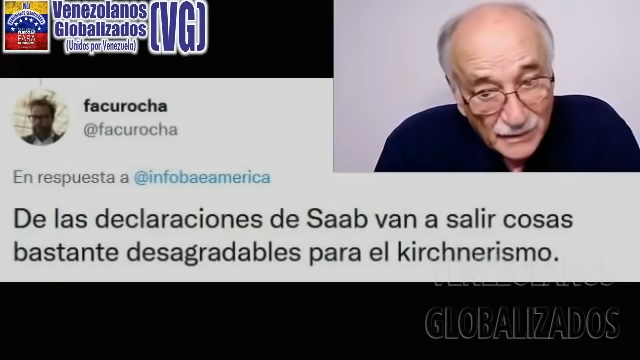 Venezolanos
Globalizados
(Unidos por Venezuela)
(VG)
facurocha
@facurocha
En respuesta a @infobaeamerica
De las declaraciones de Saab van a salir cosas
bastante desagradables para el kirchnerismo.
VENEZOLANOS
GLOBALIZADOS